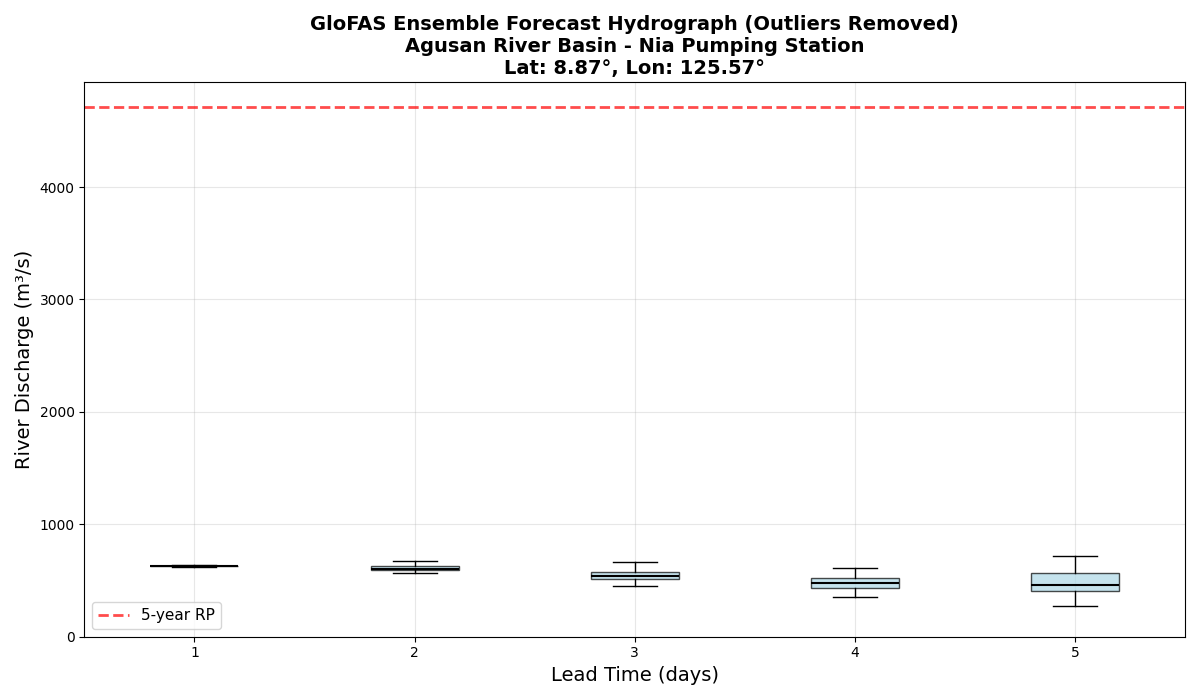 GloFAS Ensemble Forecast Hydrograph (Outliers Removed)
Agusan River Basin - Nia Pumping Station
Lat: 8.87°, Lon: 125.57°
River Discharge (m³/s)
4000
3000
2000
1000
0
5-year RP
1
2
3
4
5
Lead Time (days)